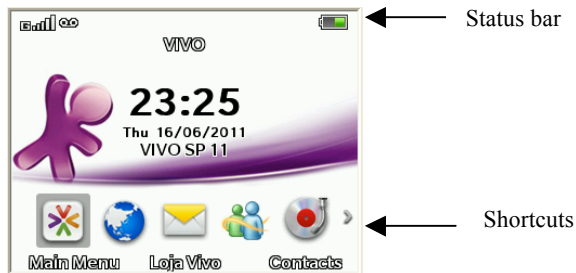 G
Status bar
VIVO
23:25
Thu 16/06/2011
VIVO SP 11
Shortcuts
Main Menu Loja Vivo Contacts